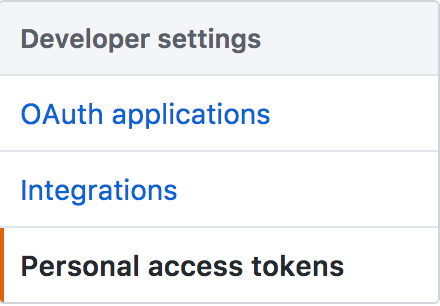 Developer settings
OAuth applications
Integrations
Personal access tokens